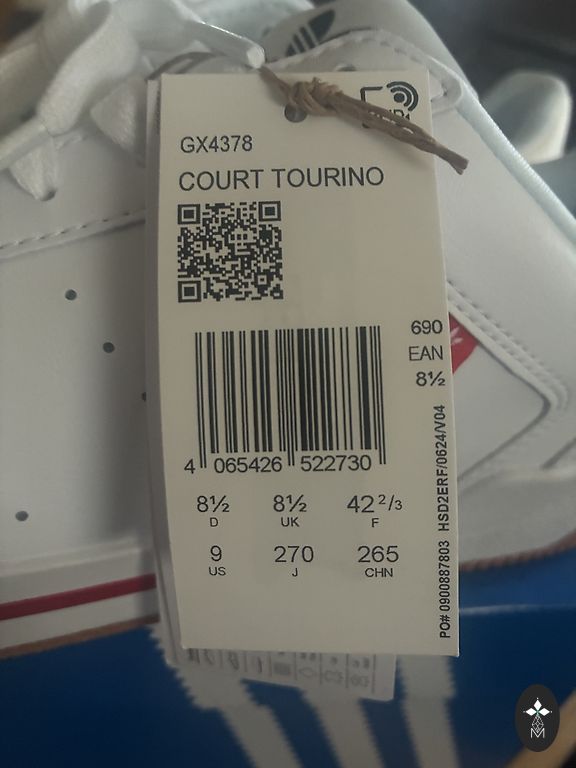 GX4378
COURT TOURINO
690
EAN
8½
4 065426 522730
8½ 8½ 42 2/3
D UK F
9 270 265
US J CHN
PO# 0900887803 HSD2ERF/0624/V04
M